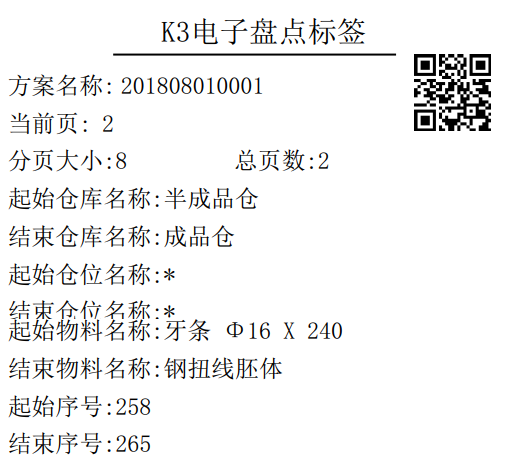 K3电子盘点标签
方案名称: 201808010001
当前页: 2
分页大小:8 总页数:2
起始仓库名称:半成品仓
结束仓库名称:成品仓
起始仓位名称:*
结束仓位名称:*
起始物料名称:牙条 Φ16 X 240
结束物料名称:钢扭线胚体
起始序号:258
结束序号:265